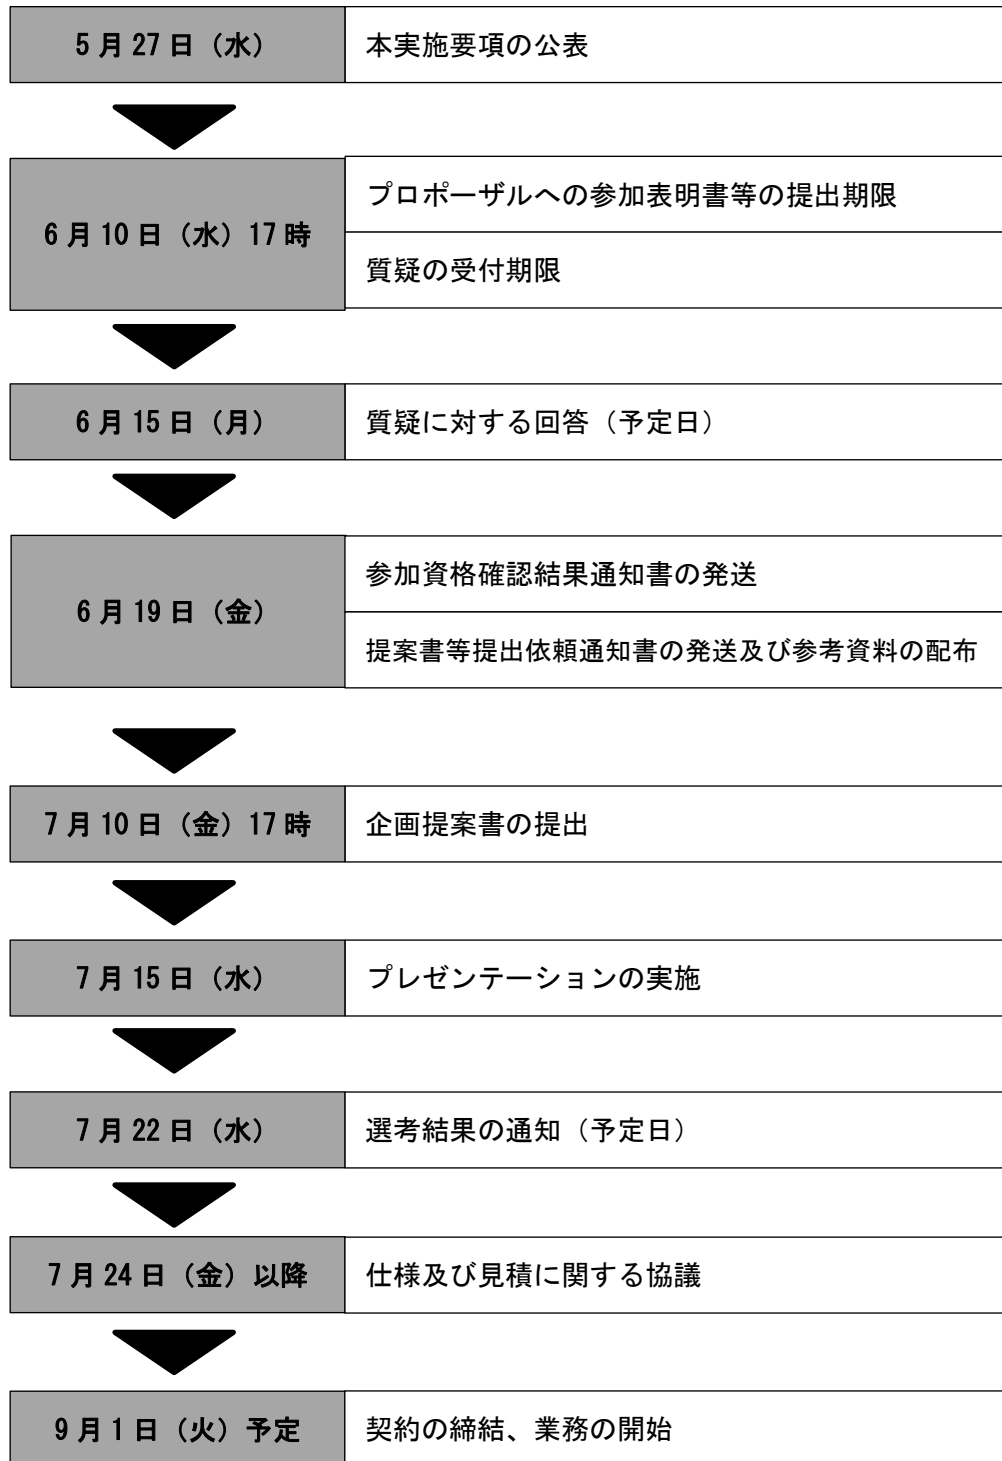 5月27日（水）
本実施要項の公表
6月10日（水）17時
プロポーザルへの参加表明書等の提出期限
質疑の受付期限
6月15日（月）
質疑に対する回答（予定日）
6月19日（金）
参加資格確認結果通知書の発送
提案書等提出依頼通知書の発送及び参考資料の配布
7月10日（金）17時
企画提案書の提出
7月15日（水）
プレゼンテーションの実施
7月22日（水）
選考結果の通知（予定日）
7月24日（金）以降
仕様及び見積に関する協議
9月1日（火）予定
契約の締結、業務の開始